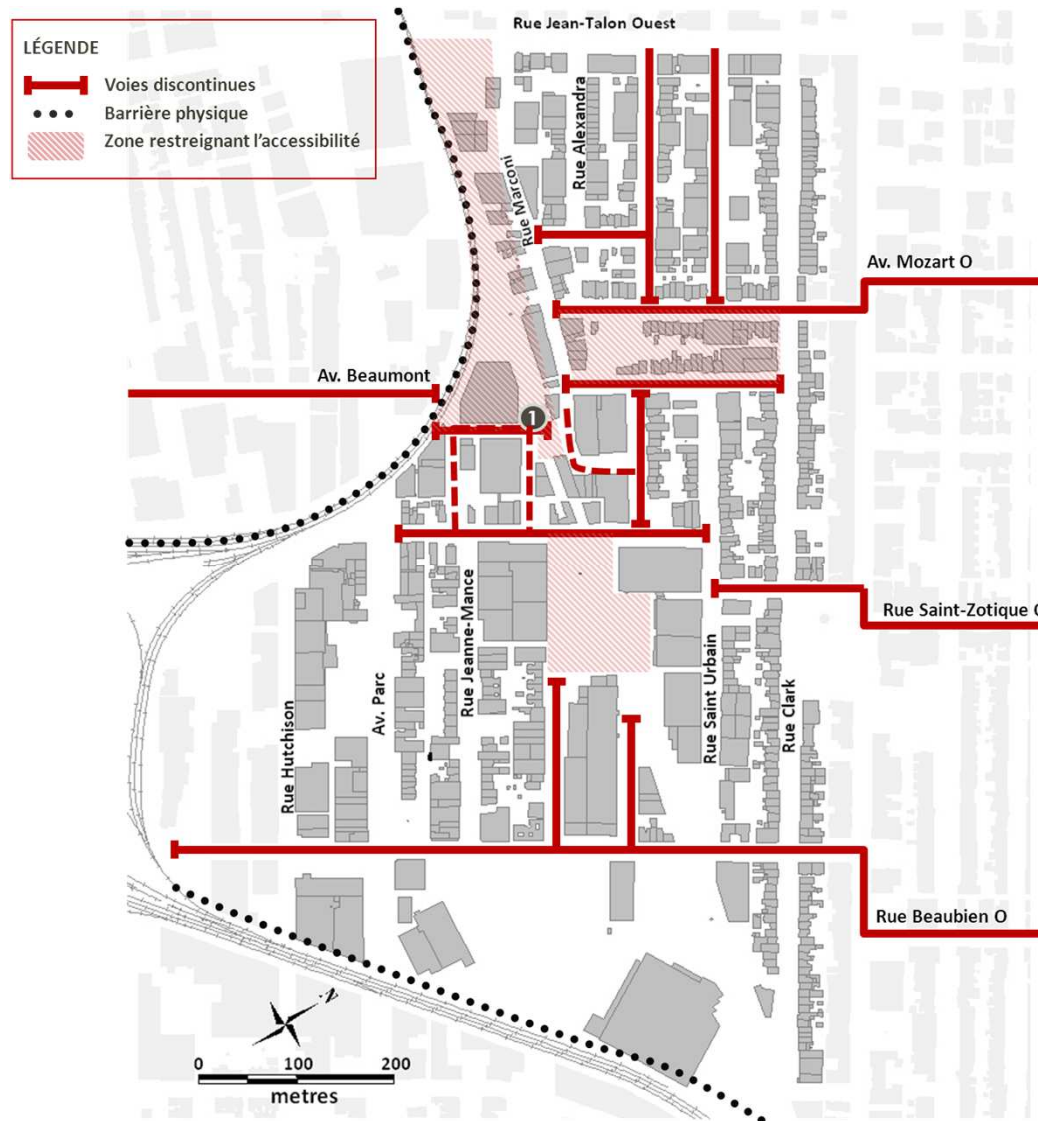 LÉGENDE
Voies discontinues
Barrière physique
Zone restreignant l'accessibilité
Rue Jean-Talon Ouest
Rue Alexandra
Rue Marconi
Av. Mozart O
Av. Beaumont
1
Rue Saint-Zotique O
Rue Hutchison
Av. Parc
Rue Jeanne-Mance
Rue Saint Urbain
Rue Clark
Rue Beaubien O
N
0 100 200
metres